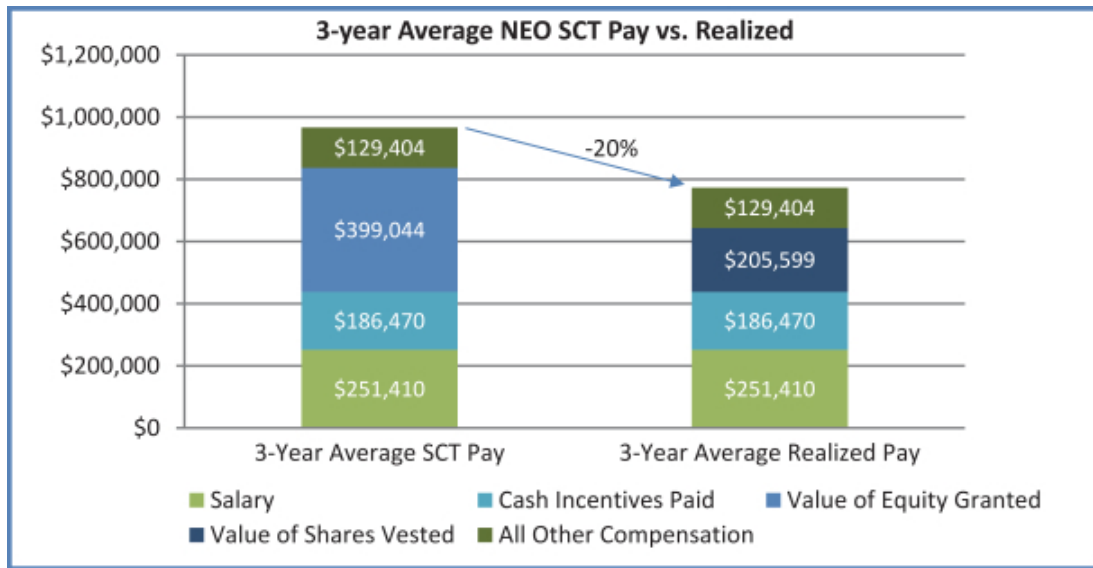 3-year Average NEO SCT Pay vs. Realized
$1,200,000
$1,000,000
$800,000
$600,000
$400,000
$200,000
$0
$129,404
$399,044
$186,470
$251,410
-20%
$129,404
$205,599
$186,470
$251,410
3-Year Average SCT Pay
3-Year Average Realized Pay
Salary
Cash Incentives Paid
Value of Equity Granted
Value of Shares Vested
All Other Compensation